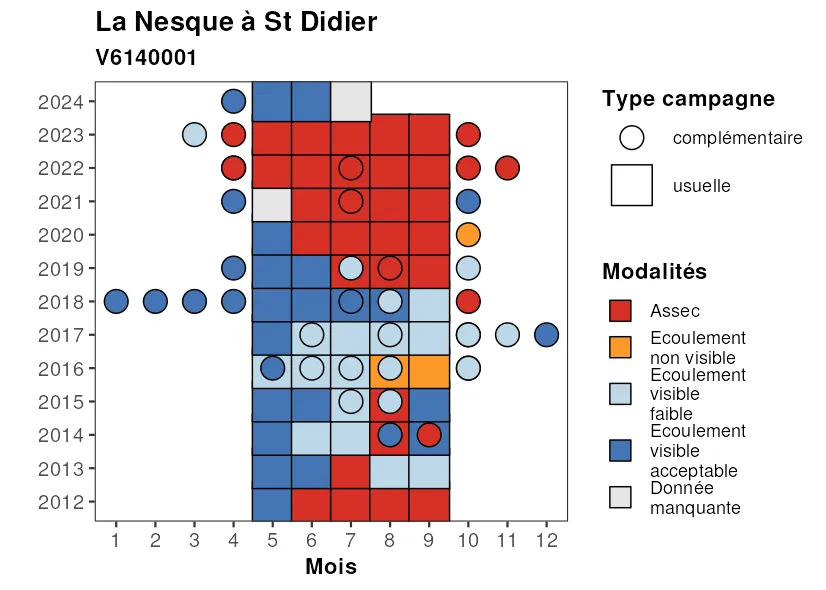 La Nesque à St Didier
V6140001
2024
2023
2022
2021
2020
2019
2018
2017
2016
2015
2014
2013
2012
1 2 3 4 5 6 7 8 9 10 11 12
Mois
Type campagne
complémentaire
usuelle
Modalités
Assec
Ecoulement
non visible
Ecoulement
visible
faible
Ecoulement
visible
acceptable
Donnée
manquante